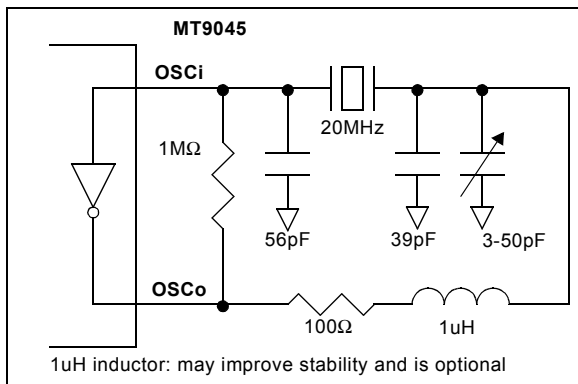 MT9045
OSCi
20MHz
1MΩ
56pF
39pF
3-50pF
OSCo
100Ω
1uH
1uH inductor: may improve stability and is optional